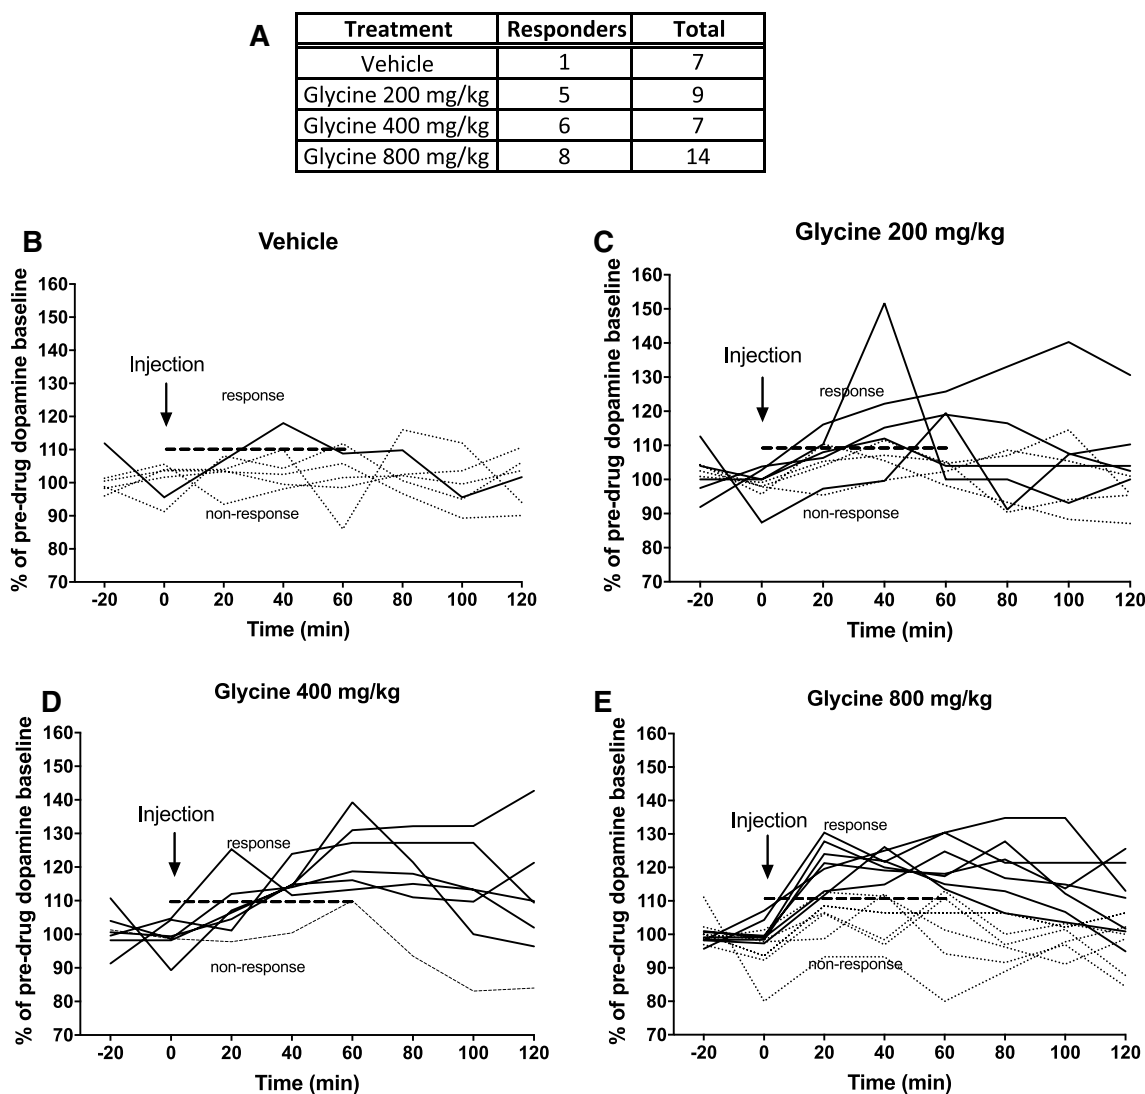 A
Treatment Responders Total
Vehicle 1 7
Glycine 200 mg/kg 5 9
Glycine 400 mg/kg 6 7
Glycine 800 mg/kg 8 14
B
Vehicle
% of pre-drug dopamine baseline
160
150
140
130
120
110
100
90
80
70
Injection
response
non-response
-20 0 20 40 60 80 100 120
Time (min)
C
Glycine 200 mg/kg
% of pre-drug dopamine baseline
160
150
140
130
120
110
100
90
80
70
Injection
response
non-response
-20 0 20 40 60 80 100 120
Time (min)
D
Glycine 400 mg/kg
% of pre-drug dopamine baseline
160
150
140
130
120
110
100
90
80
70
Injection
response
non-response
-20 0 20 40 60 80 100 120
Time (min)
E
Glycine 800 mg/kg
% of pre-drug dopamine baseline
160
150
140
130
120
110
100
90
80
70
Injection
response
non-response
-20 0 20 40 60 80 100 120
Time (min)